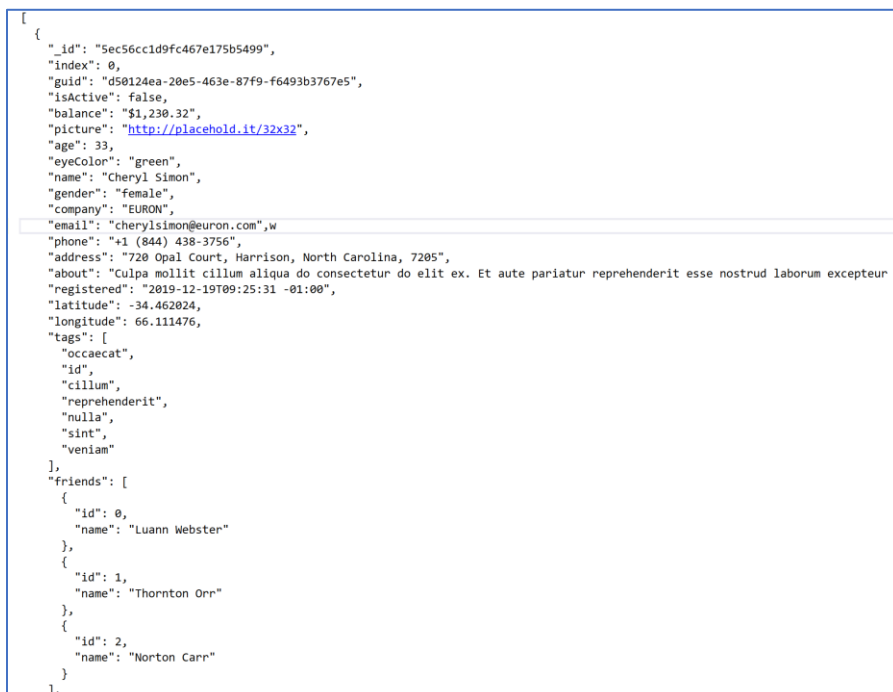 [
  {
    "_id": "5ec56cc1d9fc467e175b5499",
    "index": 0,
    "guid": "d50124ea-20e5-463e-87f9-f6493b3767e5",
    "isActive": false,
    "balance": "$1,230.32",
    "picture": "http://placehold.it/32x32",
    "age": 33,
    "eyeColor": "green",
    "name": "Cheryl Simon",
    "gender": "female",
    "company": "EURON",
    "email": "cherylsimon@euron.com",w
    "phone": "+1 (844) 438-3756",
    "address": "720 Opal Court, Harrison, North Carolina, 7205",
    "about": "Culpa mollit cillum aliqua do consectetur do elit ex. Et aute pariatur reprehenderit esse nostrud laborum excepteur
    "registered": "2019-12-19T09:25:31 -01:00",
    "latitude": -34.462024,
    "longitude": 66.111476,
    "tags": [
      "occaecat",
      "id",
      "cillum",
      "reprehenderit",
      "nulla",
      "sint",
      "veniam"
    ],
    "friends": [
      {
        "id": 0,
        "name": "Luann Webster"
      },
      {
        "id": 1,
        "name": "Thornton Orr"
      },
      {
        "id": 2,
        "name": "Norton Carr"
      }
    ],